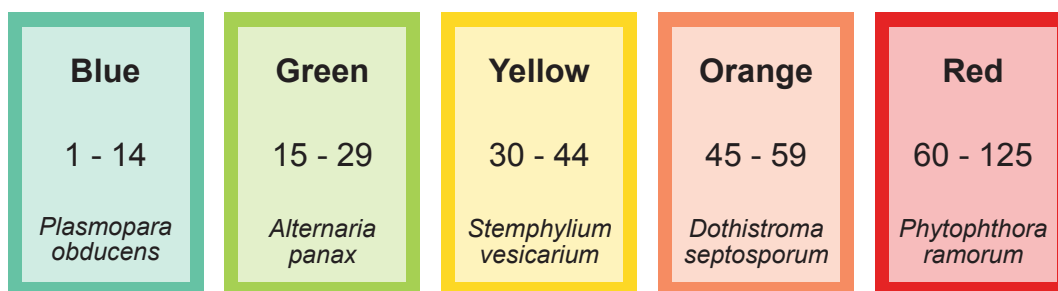 Blue
1 - 14
Plasmopara
obducens
Green
15 - 29
Alternaria
panax
Yellow
30 - 44
Stemphylium
vesicarium
Orange
45 - 59
Dothistroma
septosporum
Red
60 - 125
Phytophthora
ramorum